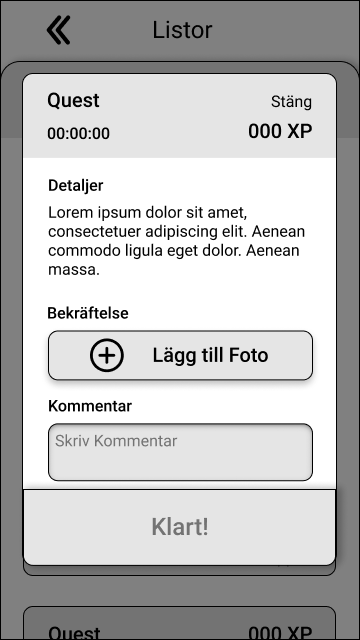 Listor
Quest
Stäng
00:00:00
000 XP
Detaljer
Lorem ipsum dolor sit amet,
consectetuer adipiscing elit. Aenean
commodo ligula eget dolor. Aenean
massa.
Bekräftelse
Lägg till Foto
Kommentar
Skriv Kommentar
Klart!
Quest
000 XP